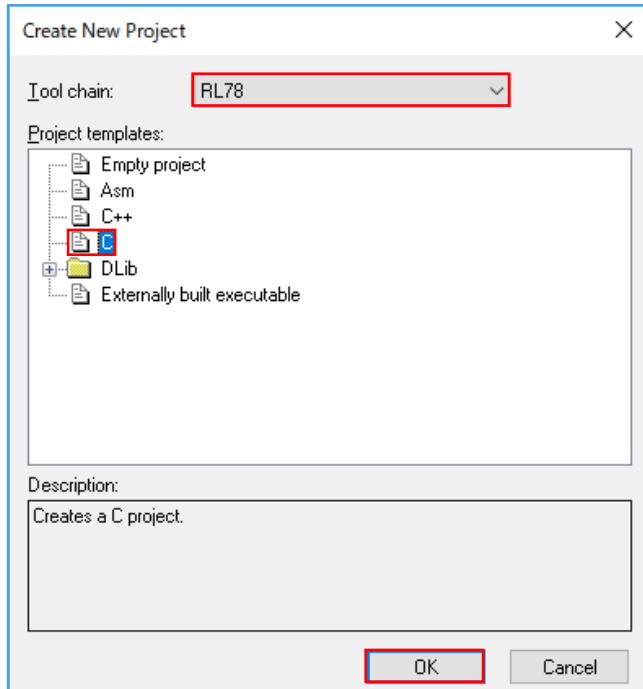 Create New Project
Tool chain: RL78
Project templates:
Empty project
Asm
C++
C
DLib
Externally built executable
Description:
Creates a C project.
OK Cancel